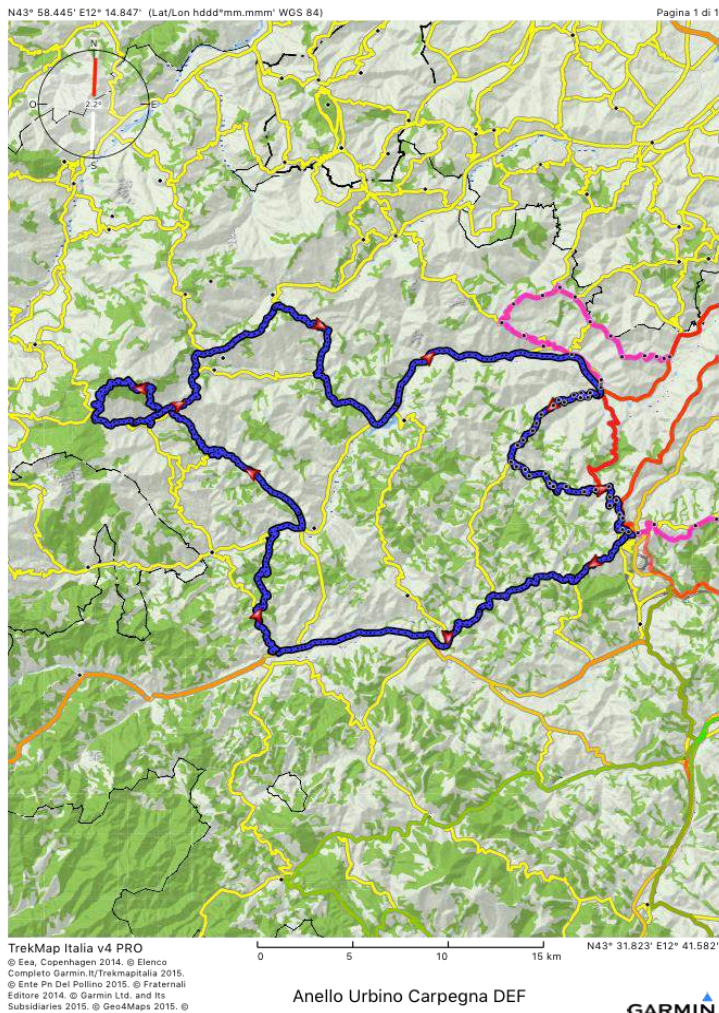 N43° 58.445' E12° 14.847' (Lat/Lon hddd°mm.mmm' WGS 84)
Pagina 1 di 1
N
O
2.2°
E
S
TrekMap Italia v4 PRO
© Eea, Copenhagen 2014. © Elenco
Completo Garmin.It/Trekmapitalia 2015.
© Ente Pn Del Pollino 2015. © Fraternali
Editore 2014. © Garmin Ltd. and Its
Subsidiaries 2015. © Geo4Maps 2015. ©
0 5 10 15 km
N43° 31.823' E12° 41.582'
Anello Urbino Carpegna DEF
GARMIN